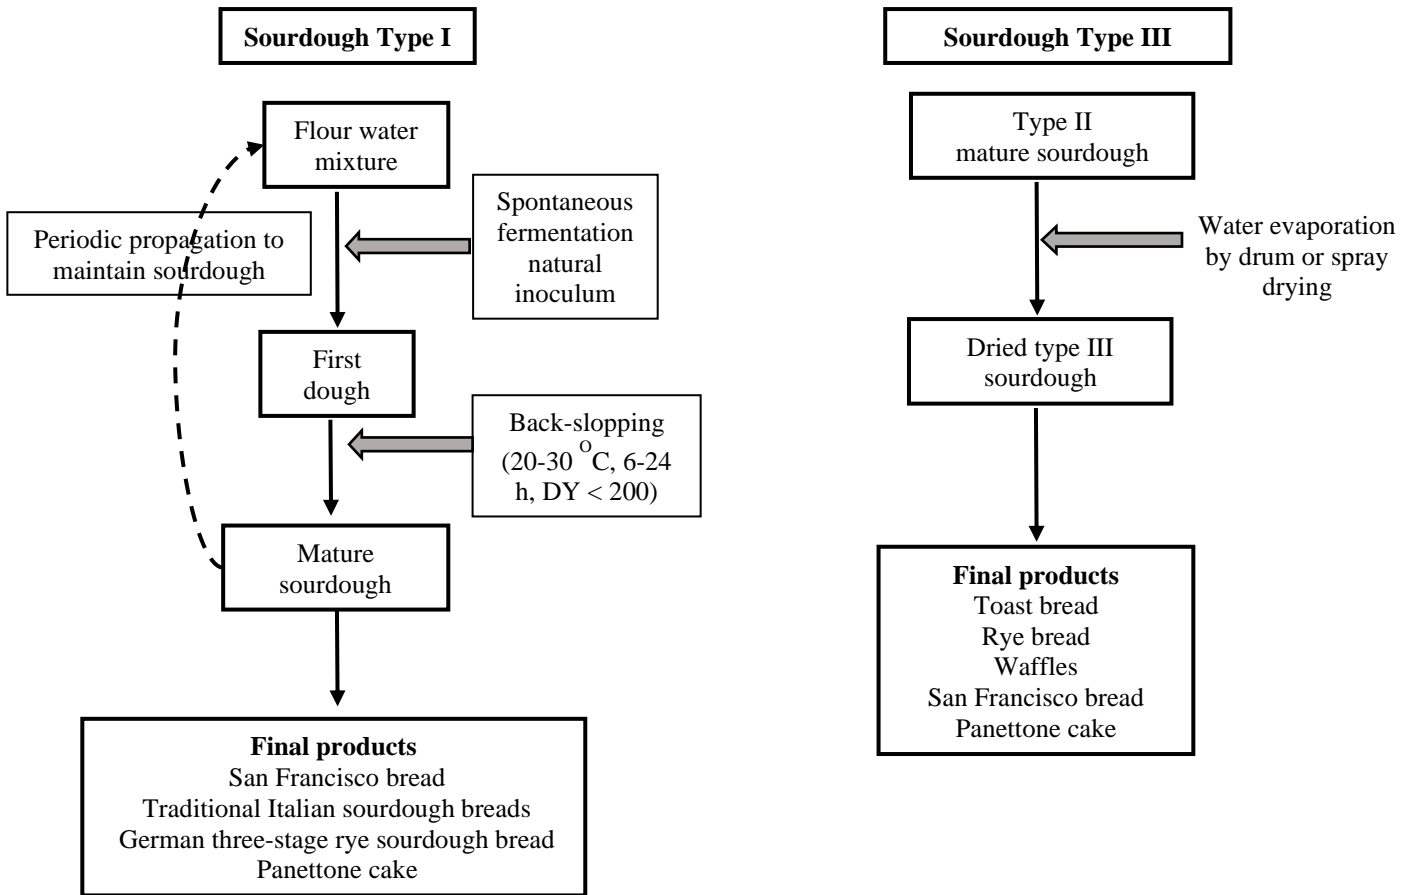 Sourdough Type I
Flour water
mixture
Spontaneous
fermentation
natural
inoculum
Periodic propagation to
maintain sourdough
First
dough
Back-slopping
(20-30 °C, 6-24
h, DY < 200)
Mature
sourdough
Final products
San Francisco bread
Traditional Italian sourdough breads
German three-stage rye sourdough bread
Panettone cake
Sourdough Type III
Type II
mature sourdough
Water evaporation
by drum or spray
drying
Dried type III
sourdough
Final products
Toast bread
Rye bread
Waffles
San Francisco bread
Panettone cake